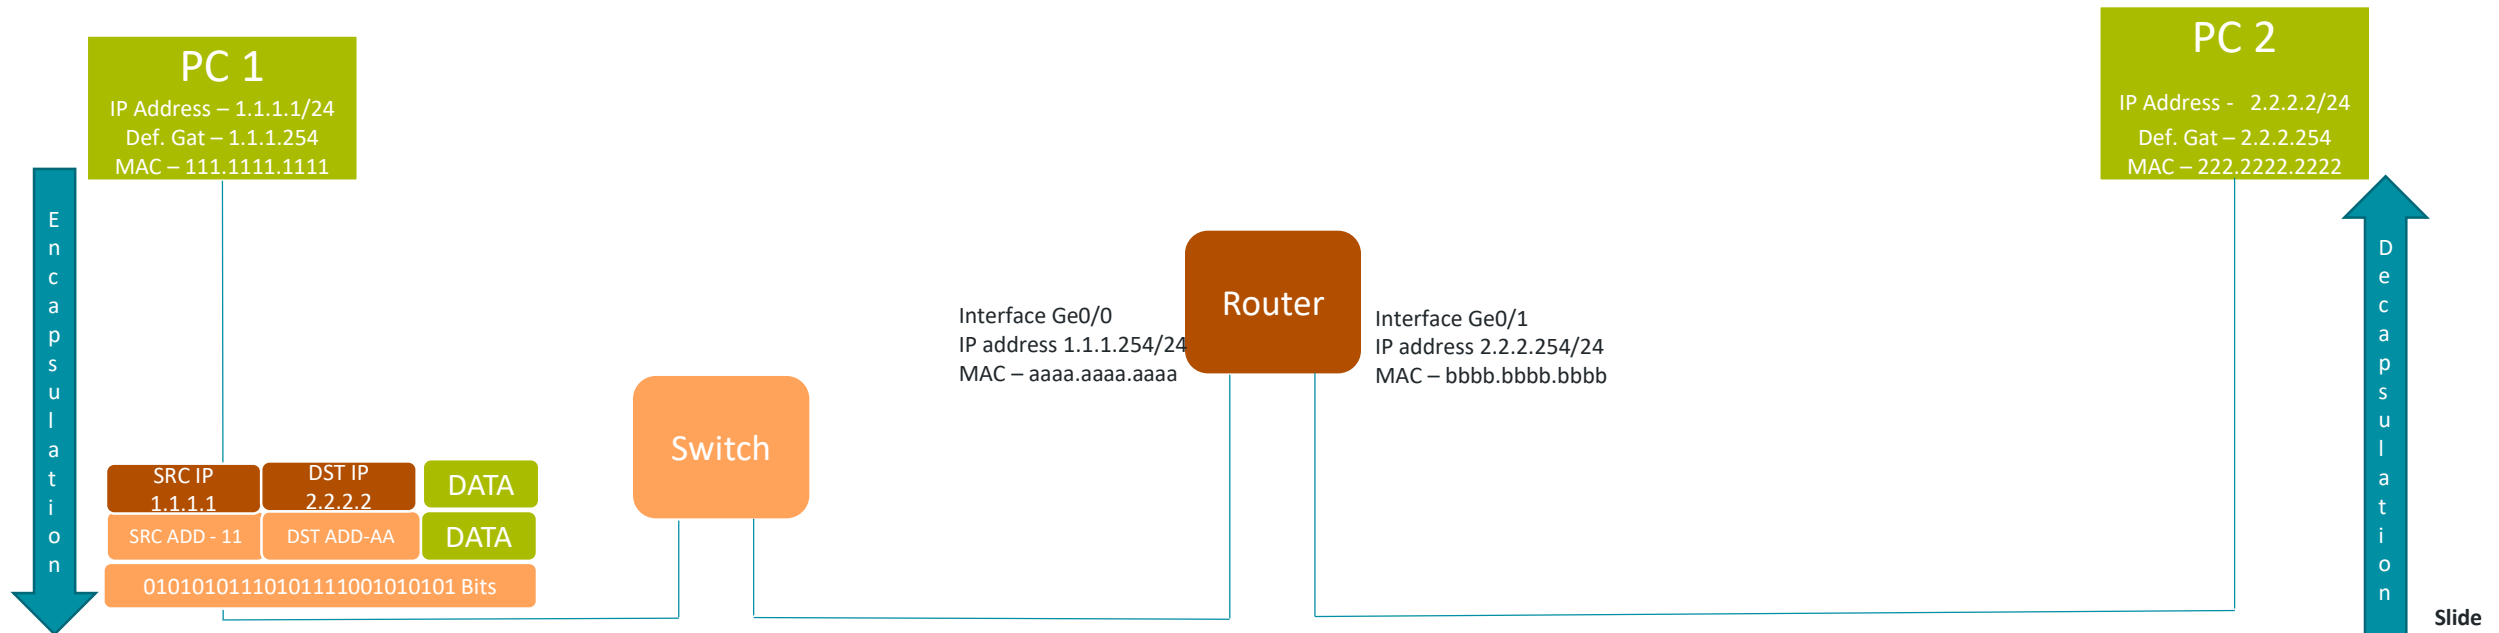 PC 1
IP Address – 1.1.1.1/24
Def. Gat – 1.1.1.254
MAC – 111.1111.1111
PC 2
IP Address - 2.2.2.2/24
Def. Gat – 2.2.2.254
MAC – 222.2222.2222
Encapsulation
Router
Interface Ge0/0
IP address 1.1.1.254/24
MAC – aaaa.aaaa.aaaa
Interface Ge0/1
IP address 2.2.2.254/24
MAC – bbbb.bbbb.bbbb
Switch
SRC IP
1.1.1.1
DST IP
2.2.2.2
DATA
SRC ADD - 11
DST ADD-AA
DATA
01010101110101111001010101 Bits
Decapsulation
Slide